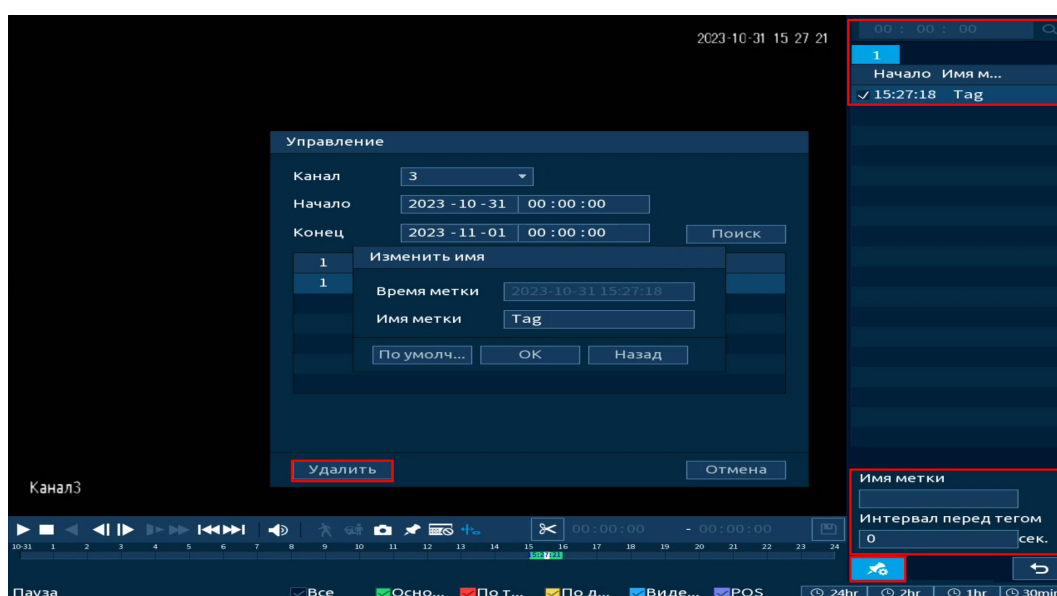 2023-10-31 15 27 21
00 : 00 : 00
1
Начало Имя м...
15:27:18 Tag
Управление
Канал 3
Начало 2023 -10 -31 00 :00 :00
Конец 2023 -11 -01 00 :00 :00 Поиск
1
1
Изменить имя
Время метки 2023-10-31 15:27:18
Имя метки Tag
По умолч... OK Назад
Удалить Отмена
Канал3
Имя метки
Интервал перед тегом
0 сек.
00:00:00 - 00:00:00
10-31 1 2 3 4 5 6 7 8 9 10 11 12 13 14 15 16 17 18 19 20 21 22 23 24
15:27:21
Пауза Все Осно... По т... По д... Виде... POS 24hr 2hr 1hr 30min